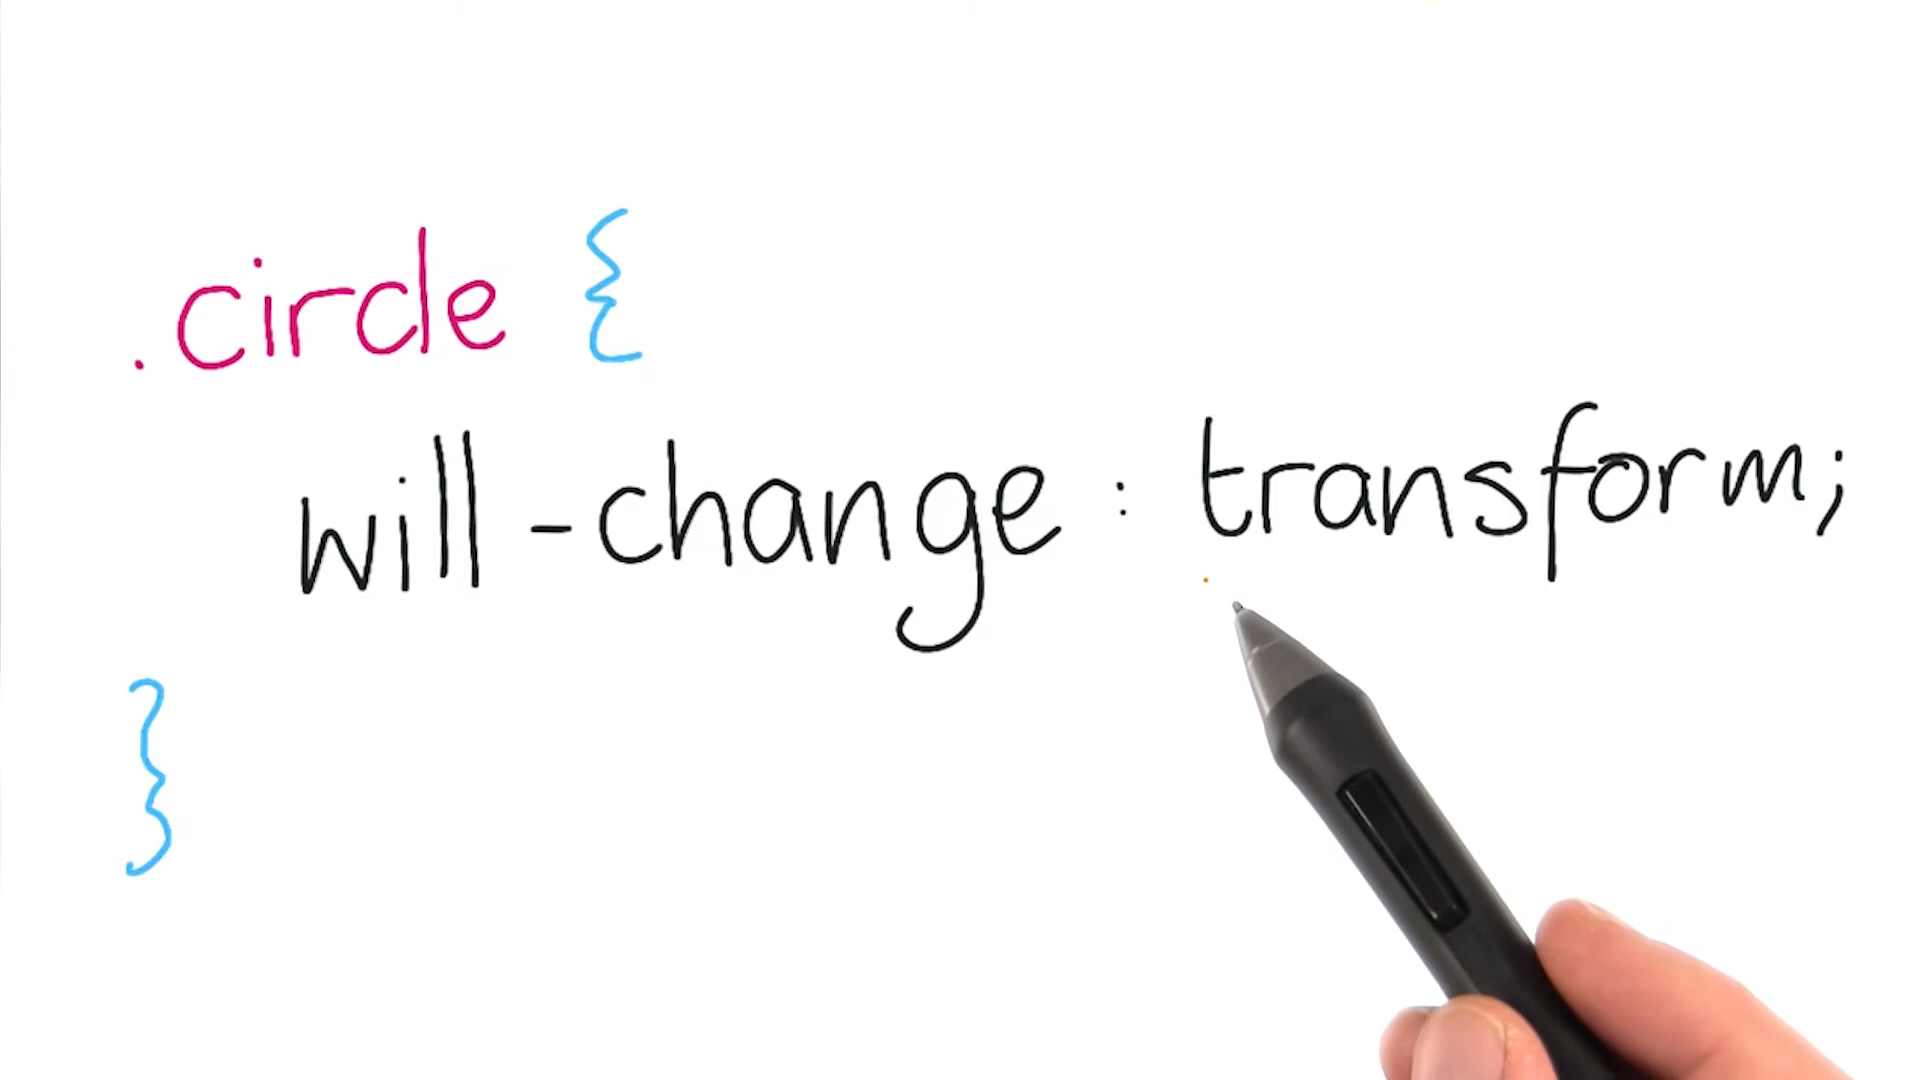 .circle {
will-change: transform;
}